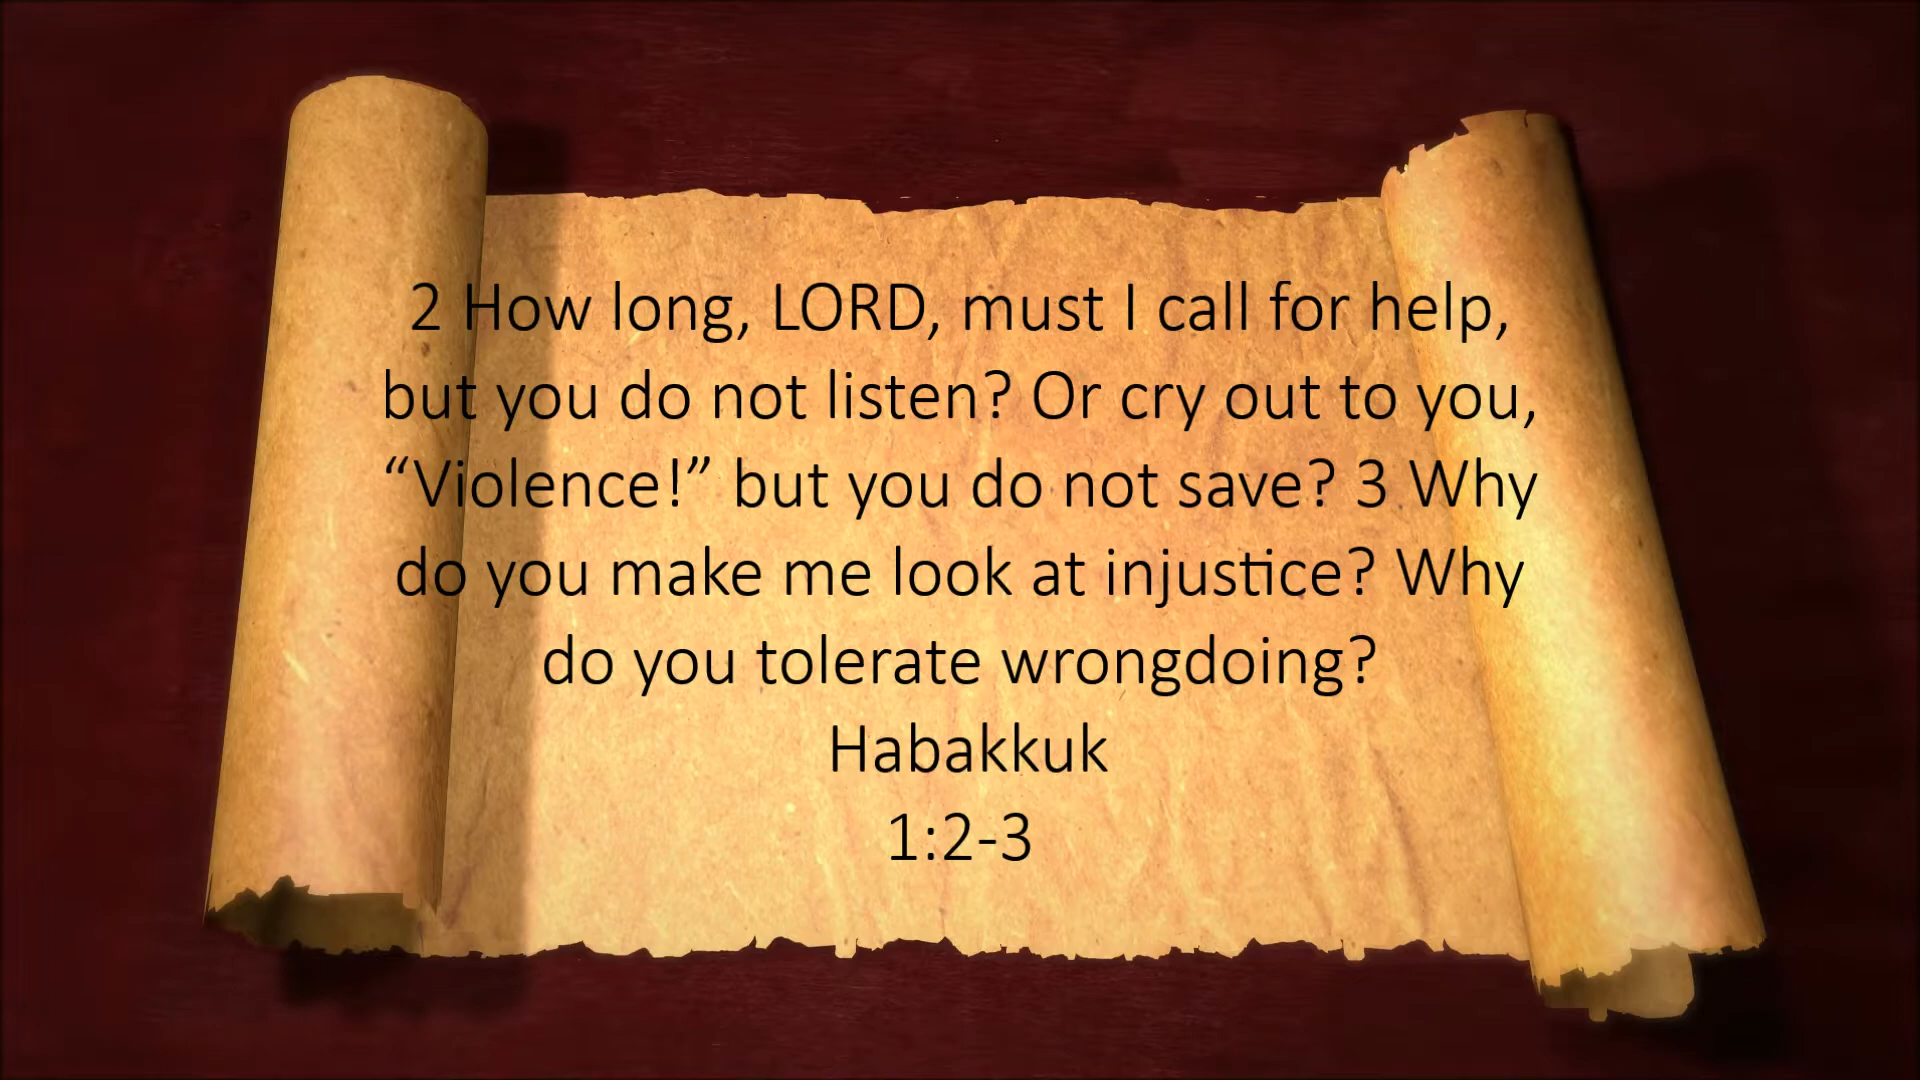 2 How long, LORD, must I call for help,
but you do not listen? Or cry out to you,
“Violence!” but you do not save? 3 Why
do you make me look at injustice? Why
do you tolerate wrongdoing?
Habakkuk
1:2-3